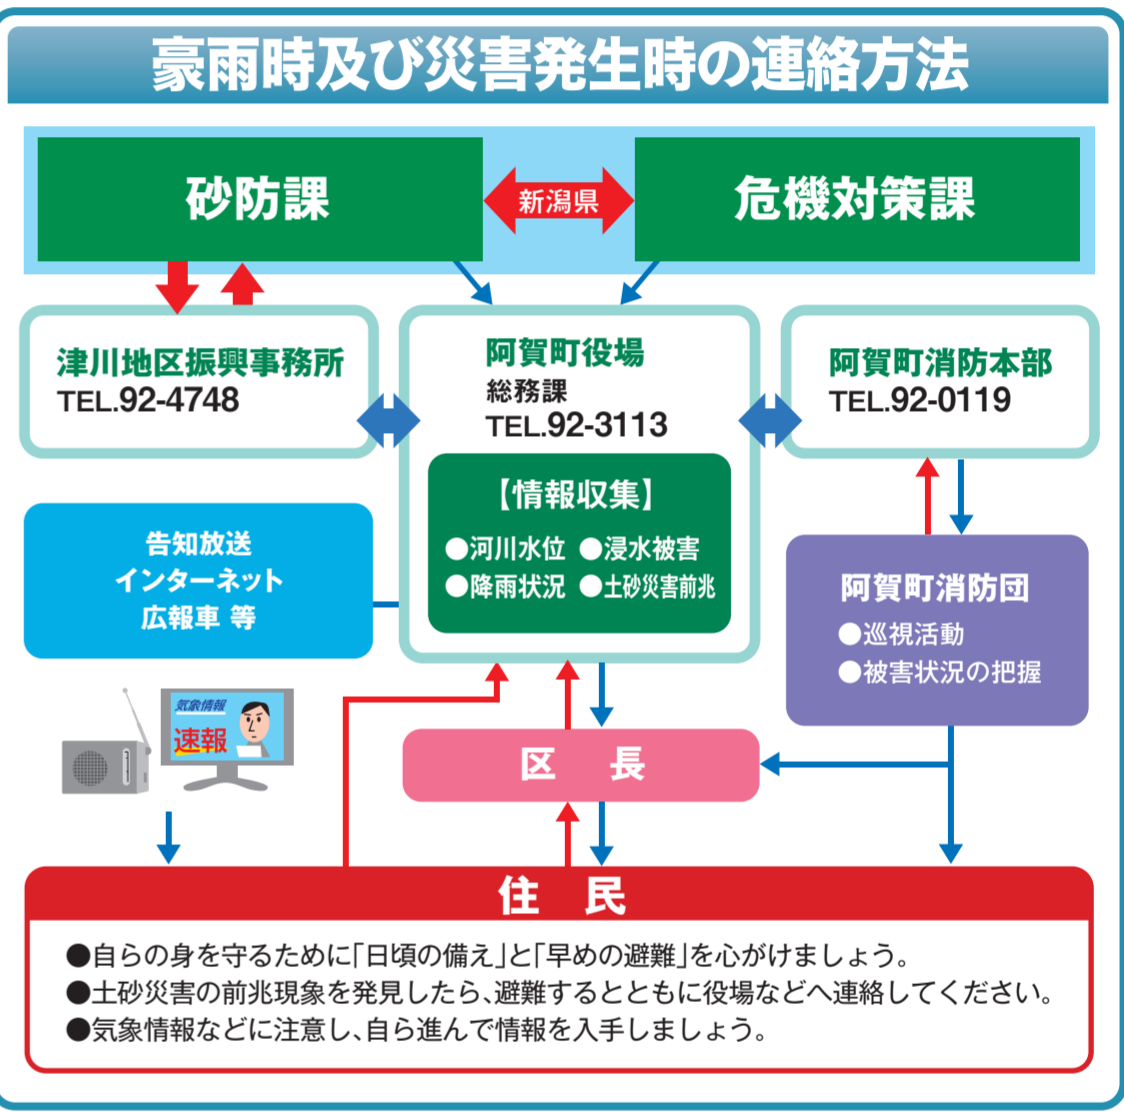 豪雨時及び災害発生時の連絡方法
砂防課
新潟県
危機対策課
津川地区振興事務所
TEL.92-4748
阿賀町役場
総務課
TEL.92-3113
【情報収集】
●河川水位 ●浸水被害
●降雨状況 ●土砂災害前兆
阿賀町消防本部
TEL.92-0119
告知放送
インターネット
広報車 等
阿賀町消防団
●巡視活動
●被害状況の把握
気象情報
速報
区 長
住 民
●自らの身を守るために「日頃の備え」と「早めの避難」を心がけましょう。
●土砂災害の前兆現象を発見したら、避難するとともに役場などへ連絡してください。
●気象情報などに注意し、自ら進んで情報を入手しましょう。